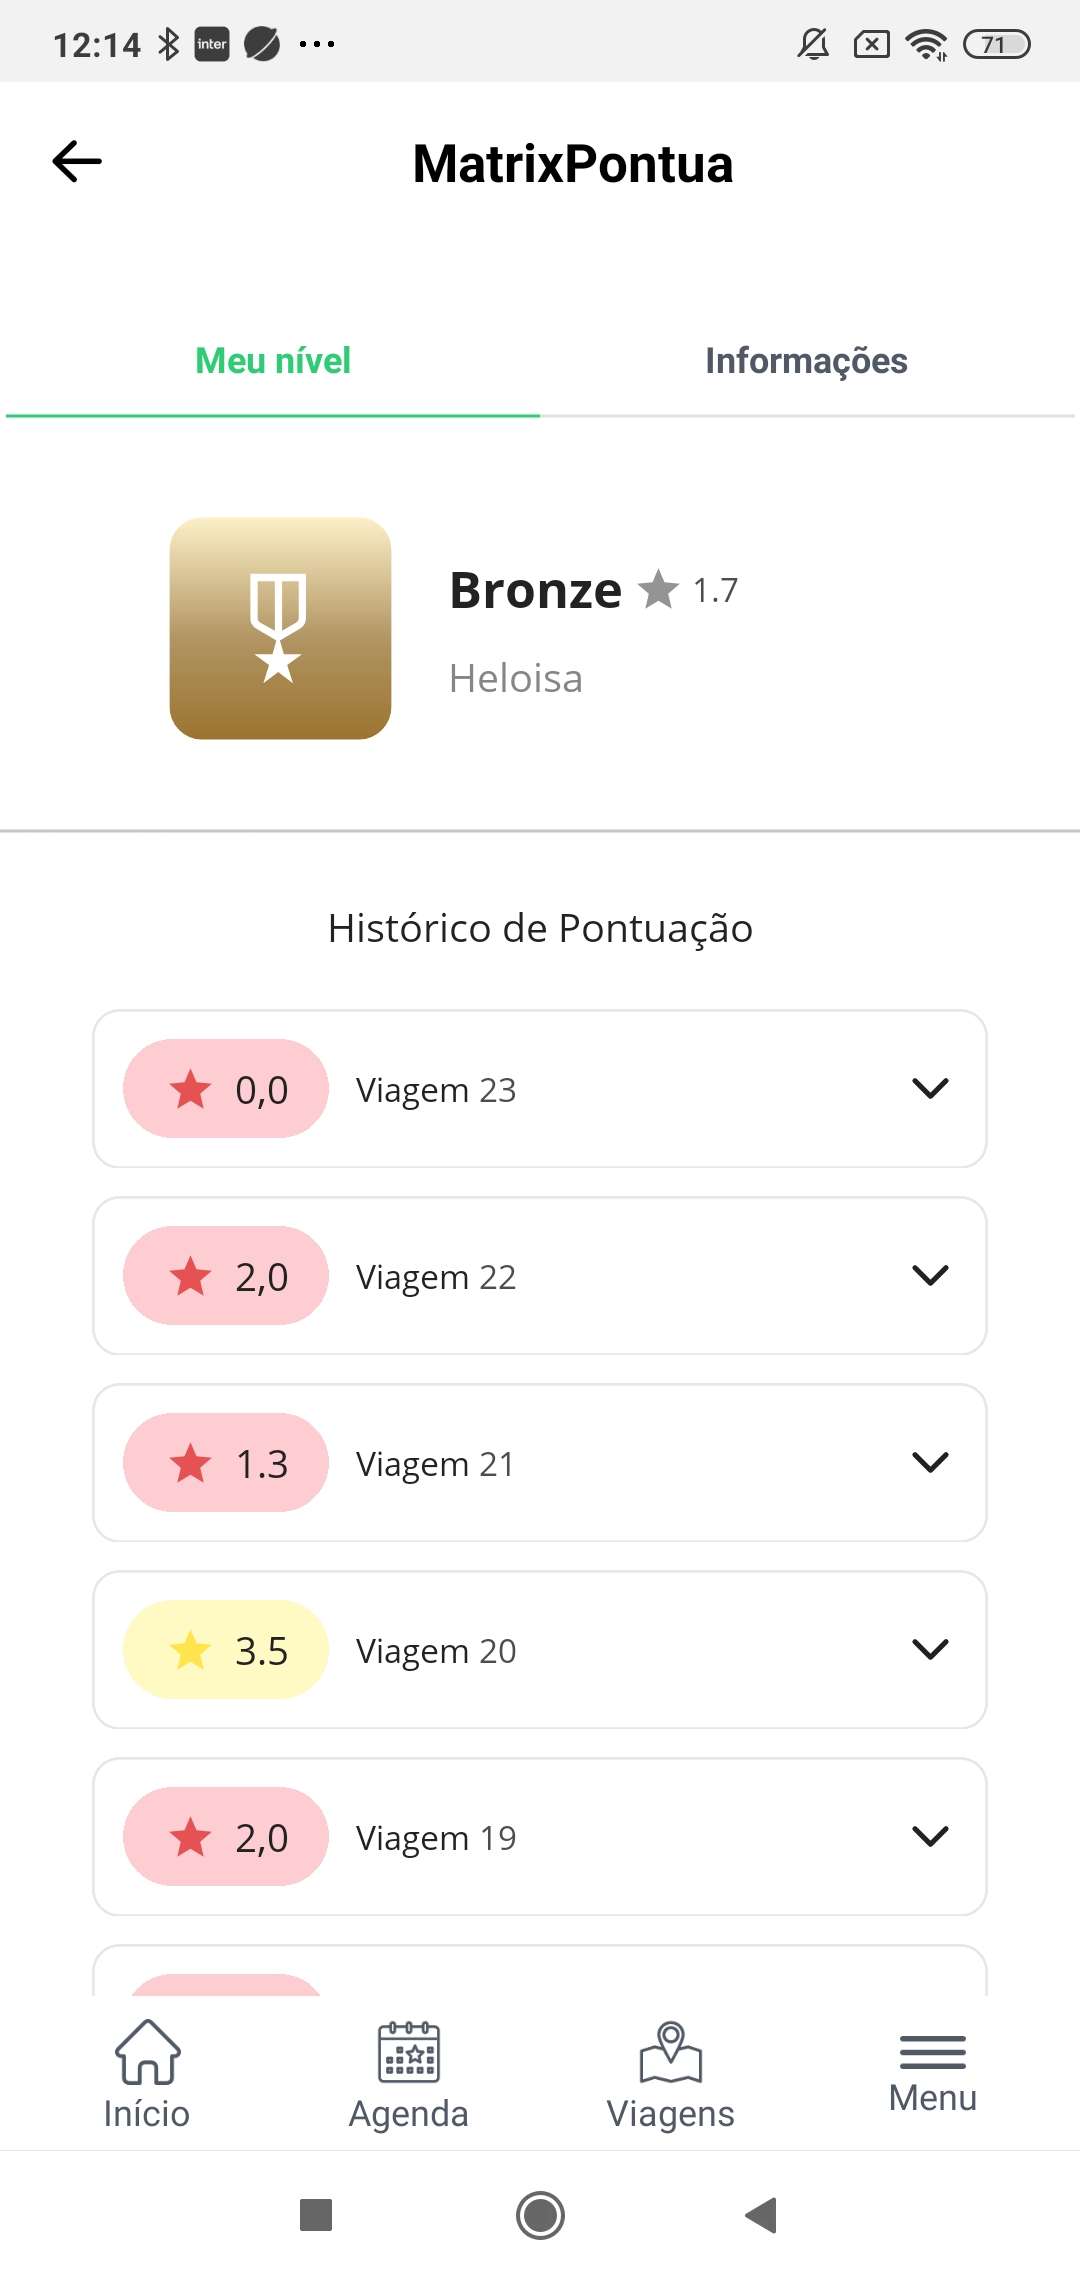 12:14 inter 71
MatrixPontua
Meu nível Informações
Bronze 1.7
Heloisa
Histórico de Pontuação
0,0 Viagem 23
2,0 Viagem 22
1.3 Viagem 21
3.5 Viagem 20
2,0 Viagem 19
Início Agenda Viagens Menu